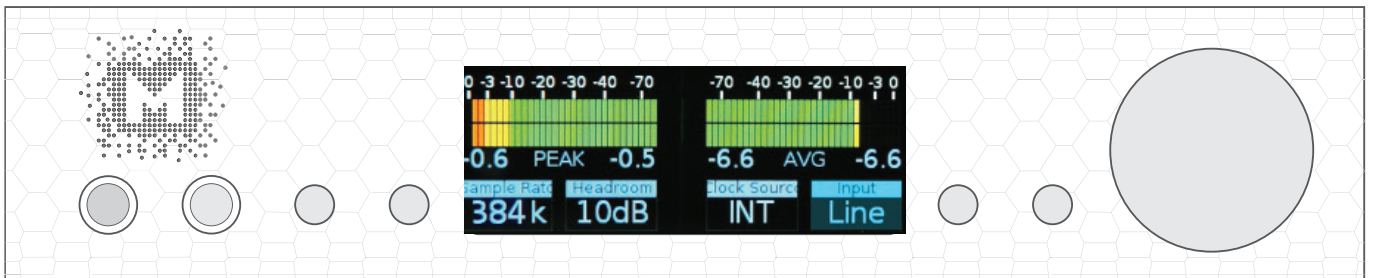 0 -3 -10 -20 -30 -40 -70
-70 -40 -30 -20 -10 -3 0
-0.6 PEAK -0.5
-6.6 AVG -6.6
Sample Rate Headroom Clock Source Input
384k 10dB INT Line